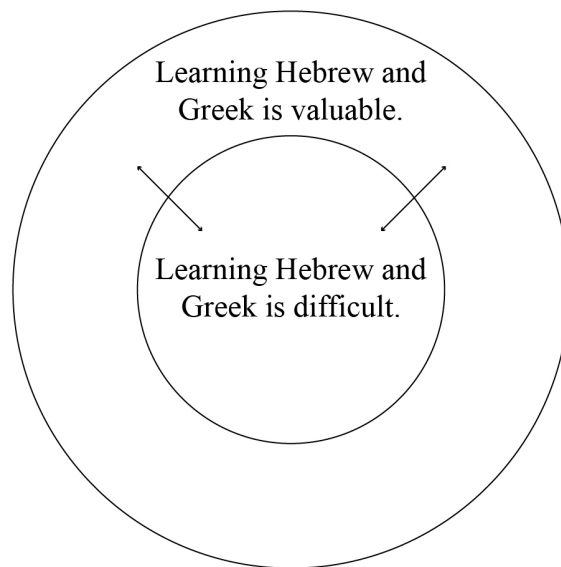 Learning Hebrew and
Greek is valuable.
Learning Hebrew and
Greek is difficult.